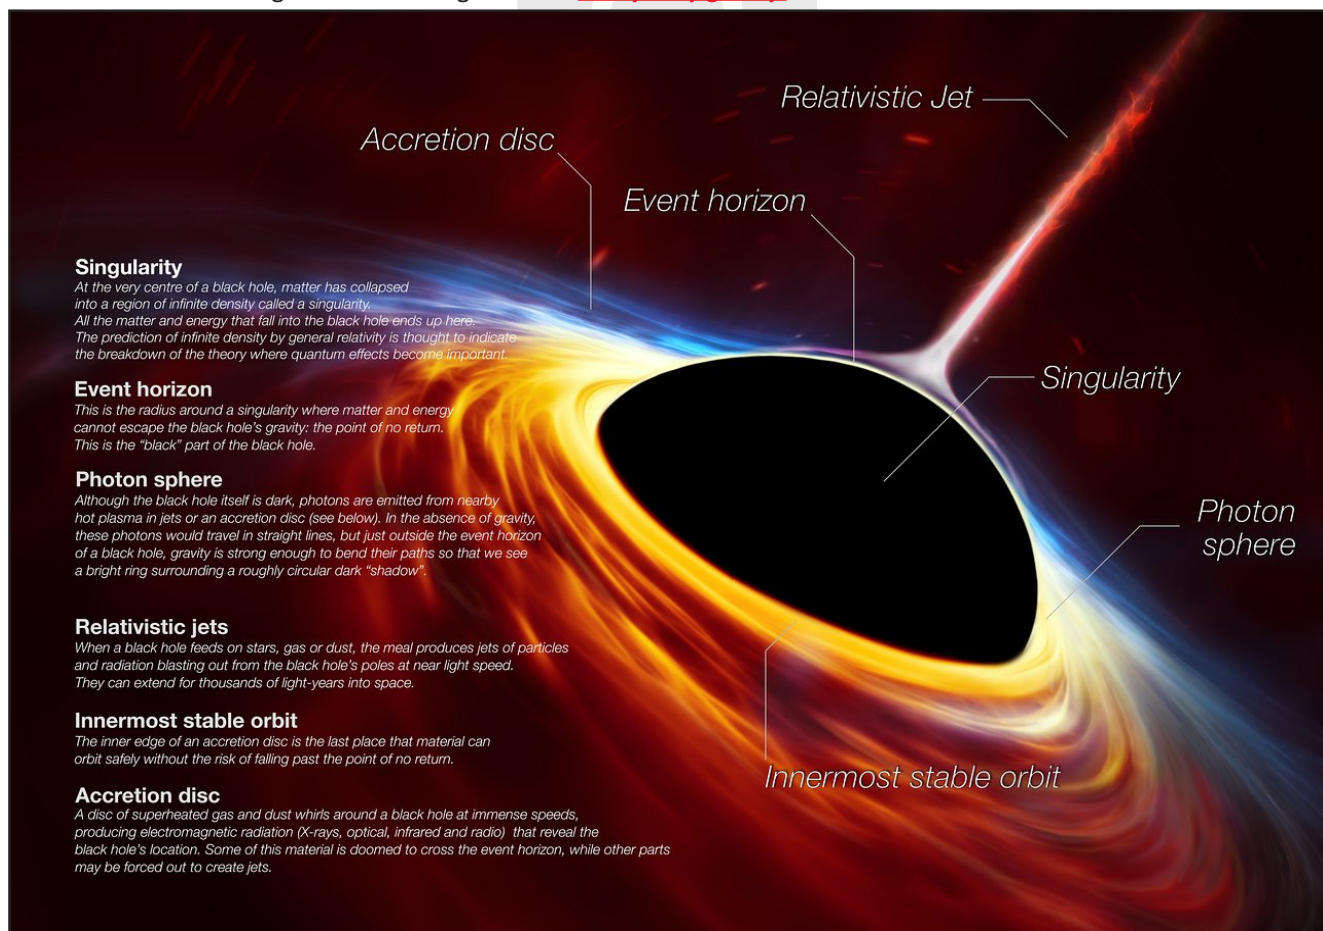 Relativistic Jet
Accretion disc
Event horizon
Singularity
Photon
sphere
Innermost stable orbit
Singularity
At the very centre of a black hole, matter has collapsed
into a region of infinite density called a singularity.
All the matter and energy that fall into the black hole ends up here.
The prediction of infinite density by general relativity is thought to indicate
the breakdown of the theory where quantum effects become important.
Event horizon
This is the radius around a singularity where matter and energy
cannot escape the black hole's gravity: the point of no return.
This is the "black" part of the black hole.
Photon sphere
Although the black hole itself is dark, photons are emitted from nearby
hot plasma in jets or an accretion disc (see below). In the absence of gravity,
these photons would travel in straight lines, but just outside the event horizon
of a black hole, gravity is strong enough to bend their paths so that we see
a bright ring surrounding a roughly circular dark "shadow".
Relativistic jets
When a black hole feeds on stars, gas or dust, the meal produces jets of particles
and radiation blasting out from the black hole's poles at near light speed.
They can extend for thousands of light-years into space.
Innermost stable orbit
The inner edge of an accretion disc is the last place that material can
orbit safely without the risk of falling past the point of no return.
Accretion disc
A disc of superheated gas and dust whirls around a black hole at immense speeds,
producing electromagnetic radiation (X-rays, optical, infrared and radio) that reveal the
black hole's location. Some of this material is doomed to cross the event horizon, while other parts
may be forced out to create jets.